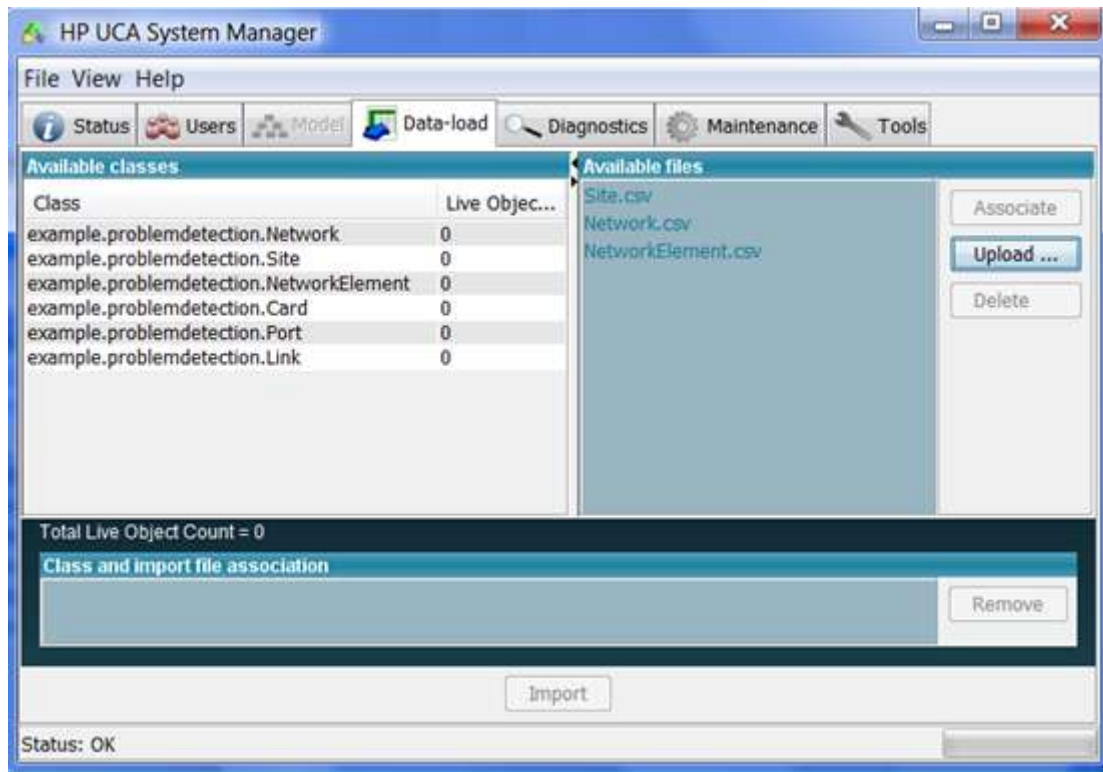 HP UCA System Manager
File View Help
Status Users Model Data-load Diagnostics Maintenance Tools
Available classes
Class Live Objec...
example.problemdetection.Network 0
example.problemdetection.Site 0
example.problemdetection.NetworkElement 0
example.problemdetection.Card 0
example.problemdetection.Port 0
example.problemdetection.Link 0
Available files
Site.csv
Network.csv
NetworkElement.csv
Associate
Upload ...
Delete
Total Live Object Count = 0
Class and import file association
Remove
Import
Status: OK